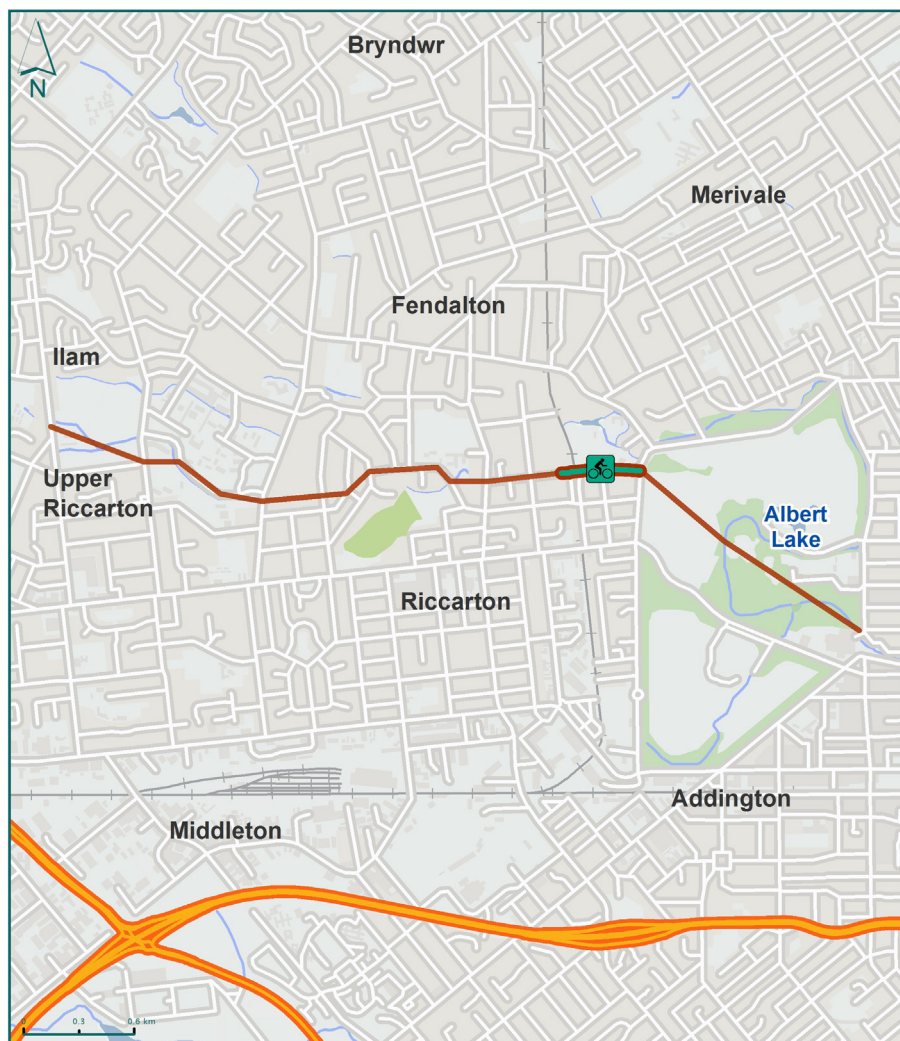 Bryndwr
N
Merivale
Fendalton
Ilam
Upper
Riccarton
Albert
Lake
Riccarton
Addington
Middleton
0 0.3 0.6 km